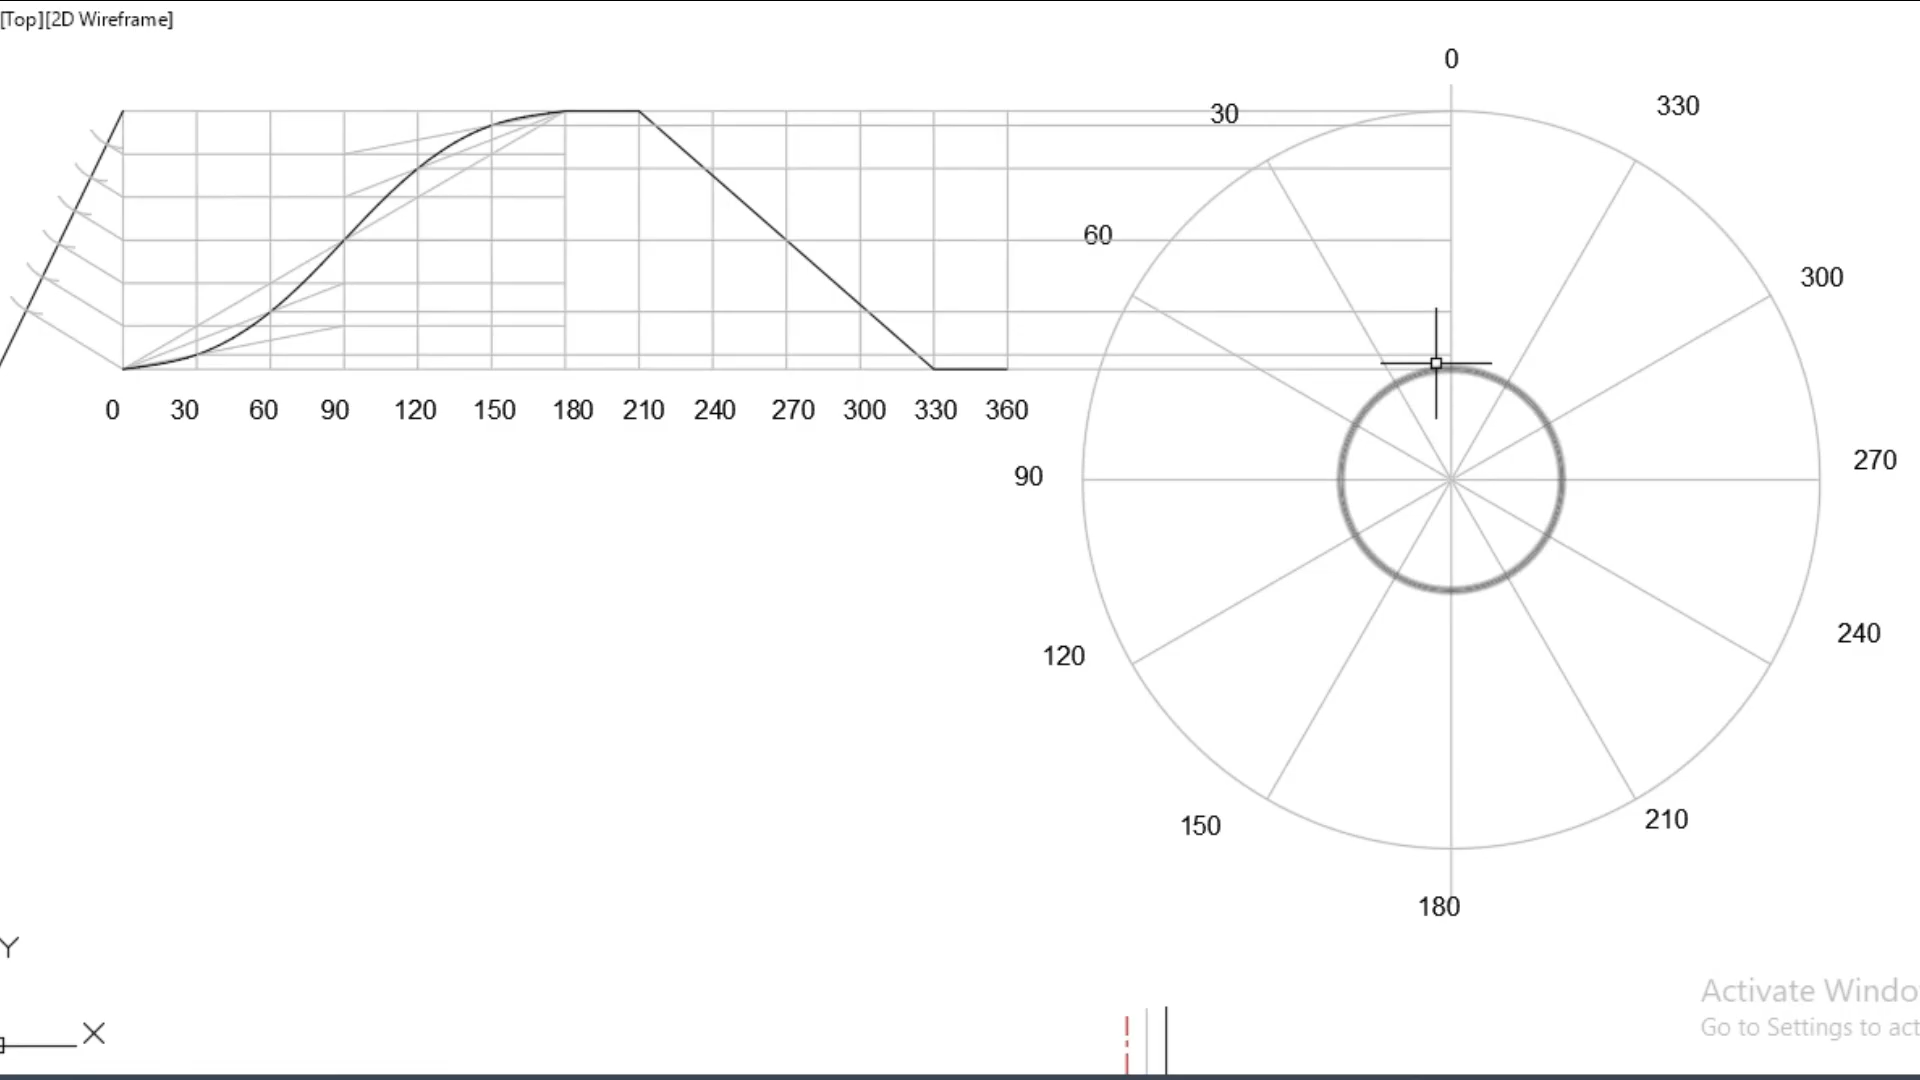 [Top][2D Wireframe]
0
30
330
60
300
0 30 60 90 120 150 180 210 240 270 300 330 360
90
270
120
240
150
210
180
Y
X
Activate Windo
Go to Settings to act